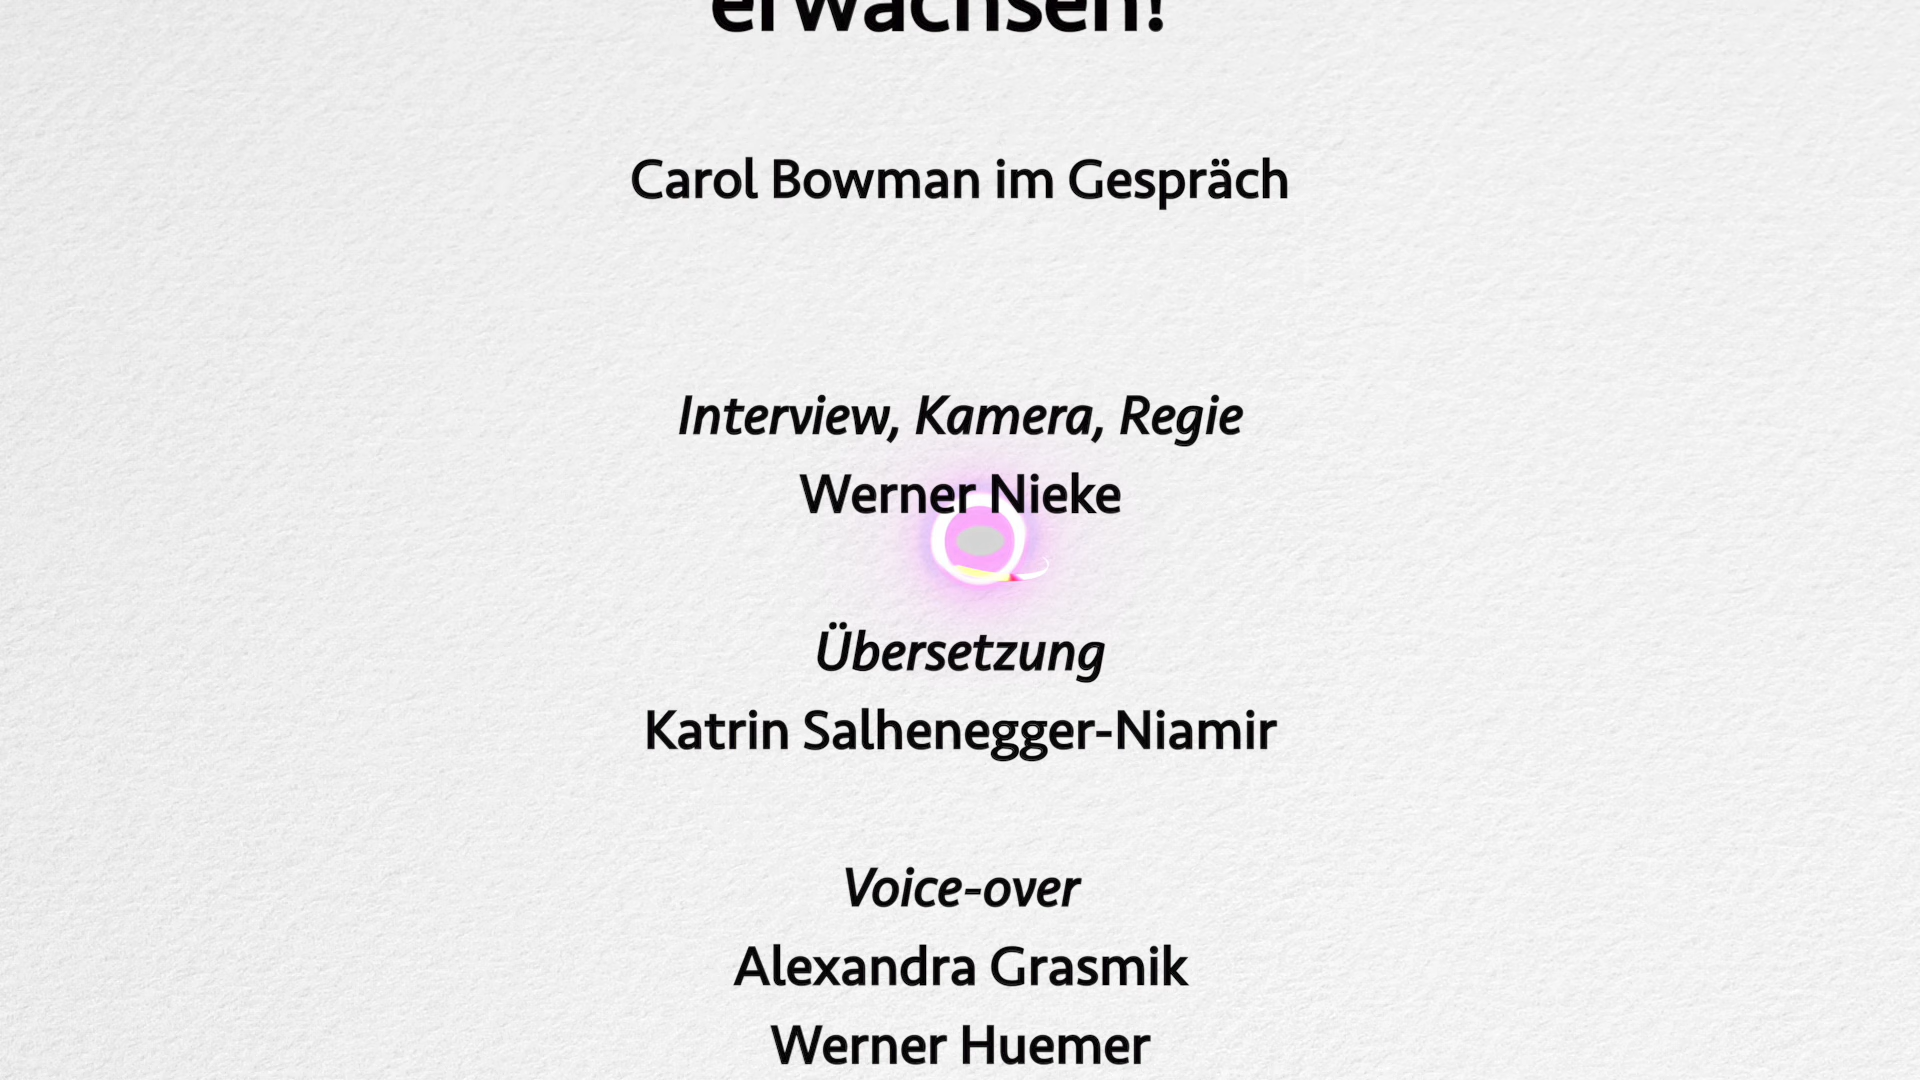 erwachsen!
Carol Bowman im Gespräch
Interview, Kamera, Regie
Werner Nieke
Übersetzung
Katrin Salhenegger-Niamir
Voice-over
Alexandra Grasmik
Werner Huemer